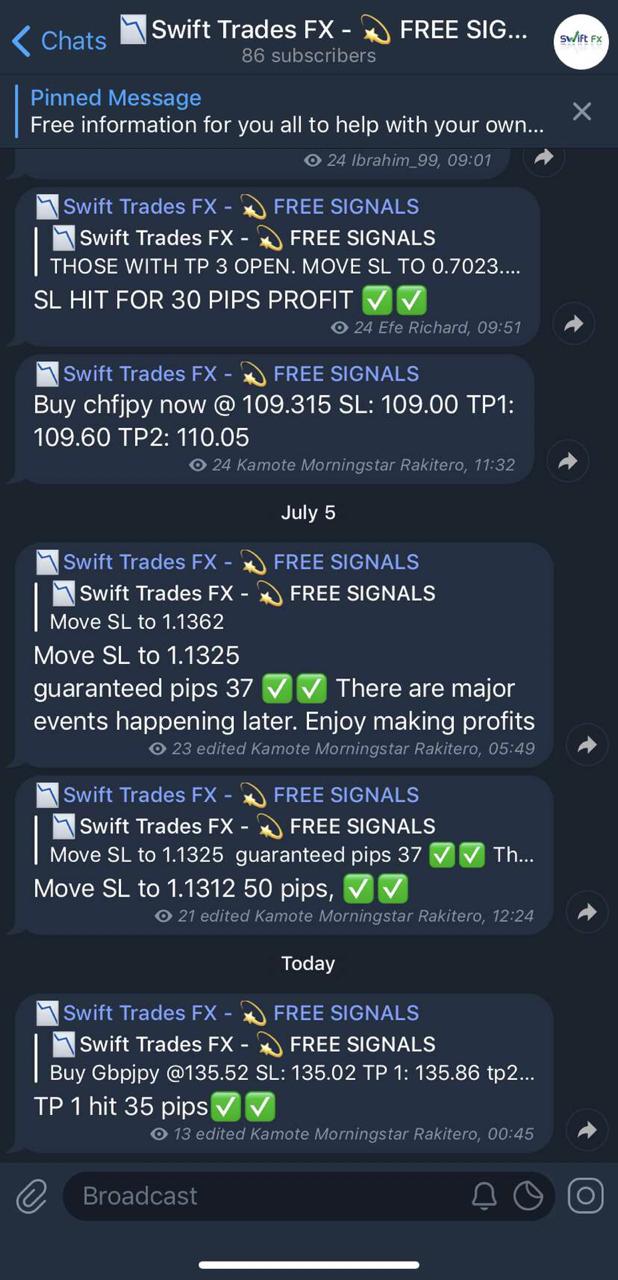 Chats
Swift Trades FX - 💫 FREE SIG...
86 subscribers
Swift FX
Pinned Message
Free information for you all to help with your own...
24 Ibrahim_99, 09:01
Swift Trades FX - 💫 FREE SIGNALS
Swift Trades FX - 💫 FREE SIGNALS
THOSE WITH TP 3 OPEN. MOVE SL TO 0.7023....
SL HIT FOR 30 PIPS PROFIT ✅✅
24 Efe Richard, 09:51
Swift Trades FX - 💫 FREE SIGNALS
Buy chfjpy now @ 109.315 SL: 109.00 TP1:
109.60 TP2: 110.05
24 Kamote Morningstar Rakitero, 11:32
July 5
Swift Trades FX - 💫 FREE SIGNALS
Swift Trades FX - 💫 FREE SIGNALS
Move SL to 1.1362
Move SL to 1.1325
guaranteed pips 37 ✅✅ There are major
events happening later. Enjoy making profits
23 edited Kamote Morningstar Rakitero, 05:49
Swift Trades FX - 💫 FREE SIGNALS
Swift Trades FX - 💫 FREE SIGNALS
Move SL to 1.1325 guaranteed pips 37 ✅✅ Th...
Move SL to 1.1312 50 pips, ✅✅
21 edited Kamote Morningstar Rakitero, 12:24
Today
Swift Trades FX - 💫 FREE SIGNALS
Swift Trades FX - 💫 FREE SIGNALS
Buy Gbpjpy @135.52 SL: 135.02 TP 1: 135.86 tp2...
TP 1 hit 35 pips✅✅
13 edited Kamote Morningstar Rakitero, 00:45
Broadcast